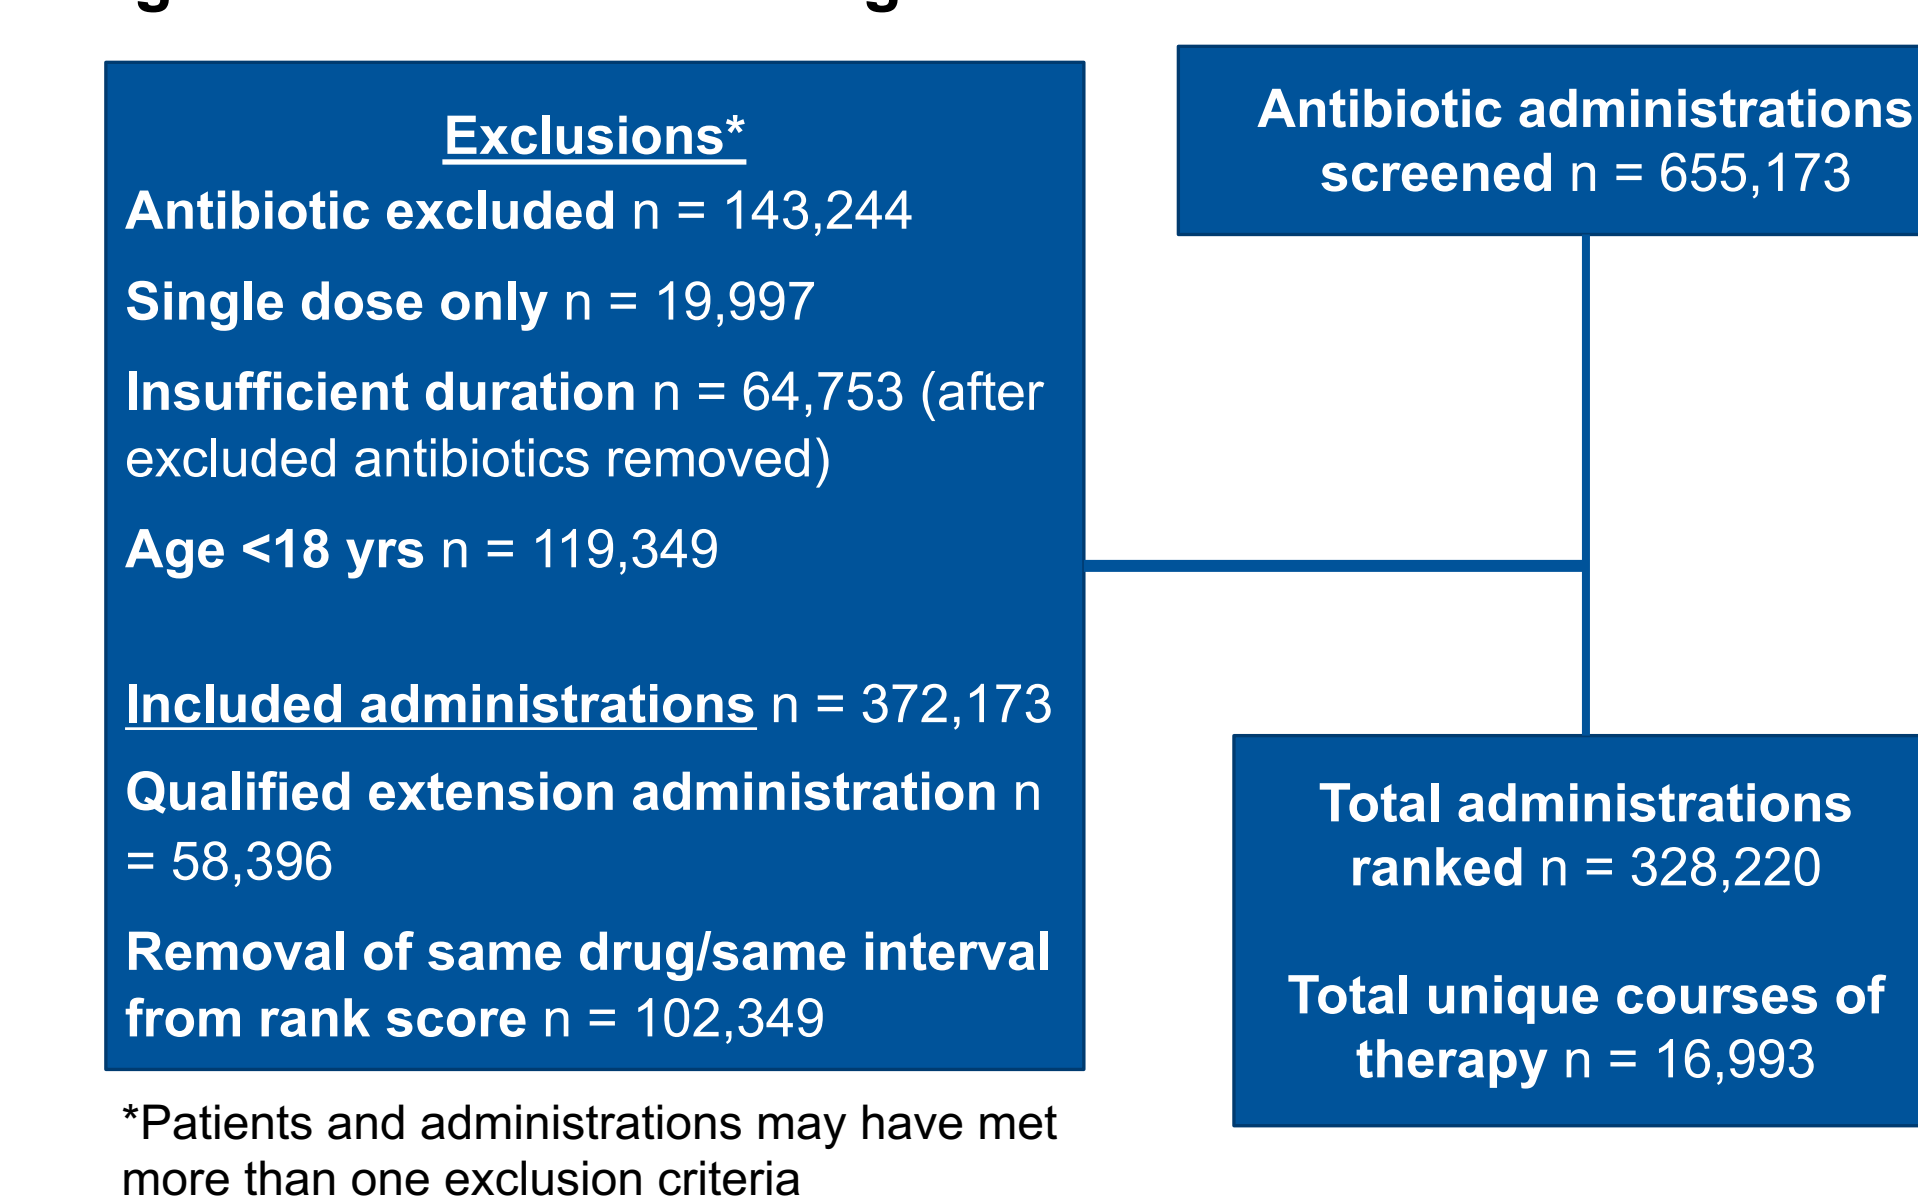 Exclusions*
Antibiotic excluded n = 143,244
Single dose only n = 19,997
Insufficient duration n = 64,753 (after
excluded antibiotics removed)
Age <18 yrs n = 119,349
Included administrations n = 372,173
Qualified extension administration n
= 58,396
Removal of same drug/same interval
from rank score n = 102,349
*Patients and administrations may have met
more than one exclusion criteria
Antibiotic administrations
screened n = 655,173
Total administrations
ranked n = 328,220
Total unique courses of
therapy n = 16,993